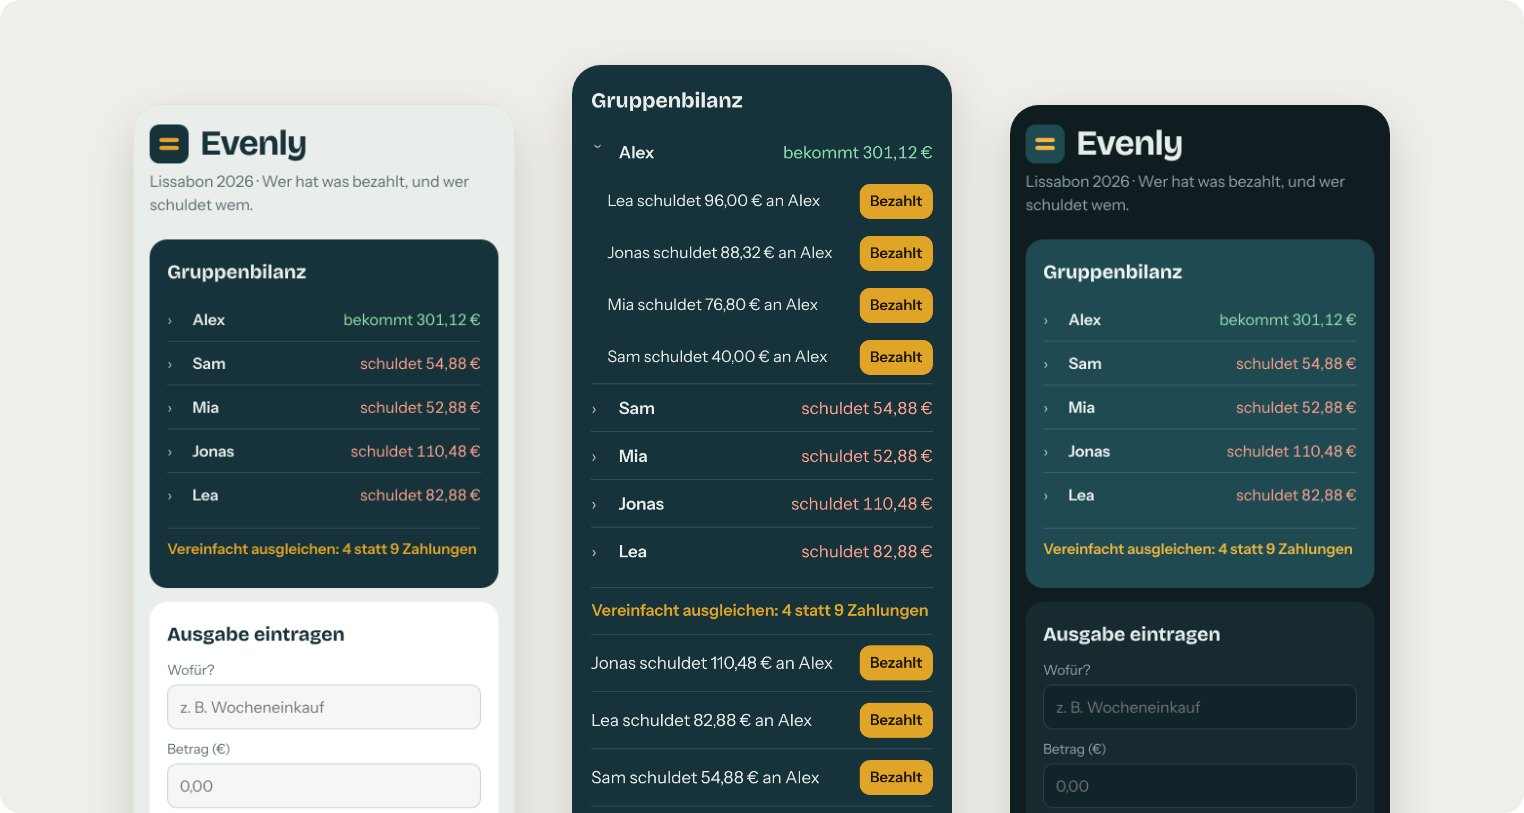 Evenly
Lissabon 2026 · Wer hat was bezahlt, und wer
schuldet wem.
Gruppenbilanz
› Alex bekommt 301,12 €
› Sam schuldet 54,88 €
› Mia schuldet 52,88 €
› Jonas schuldet 110,48 €
› Lea schuldet 82,88 €
Vereinfacht ausgleichen: 4 statt 9 Zahlungen
Ausgabe eintragen
Wofür?
z. B. Wocheneinkauf
Betrag (€)
0,00
Gruppenbilanz
Alex bekommt 301,12 €
Lea schuldet 96,00 € an Alex Bezahlt
Jonas schuldet 88,32 € an Alex Bezahlt
Mia schuldet 76,80 € an Alex Bezahlt
Sam schuldet 40,00 € an Alex Bezahlt
› Sam schuldet 54,88 €
› Mia schuldet 52,88 €
› Jonas schuldet 110,48 €
› Lea schuldet 82,88 €
Vereinfacht ausgleichen: 4 statt 9 Zahlungen
Jonas schuldet 110,48 € an Alex Bezahlt
Lea schuldet 82,88 € an Alex Bezahlt
Sam schuldet 54,88 € an Alex Bezahlt
Evenly
Lissabon 2026 · Wer hat was bezahlt, und wer
schuldet wem.
Gruppenbilanz
› Alex bekommt 301,12 €
› Sam schuldet 54,88 €
› Mia schuldet 52,88 €
› Jonas schuldet 110,48 €
› Lea schuldet 82,88 €
Vereinfacht ausgleichen: 4 statt 9 Zahlungen
Ausgabe eintragen
Wofür?
z. B. Wocheneinkauf
Betrag (€)
0,00